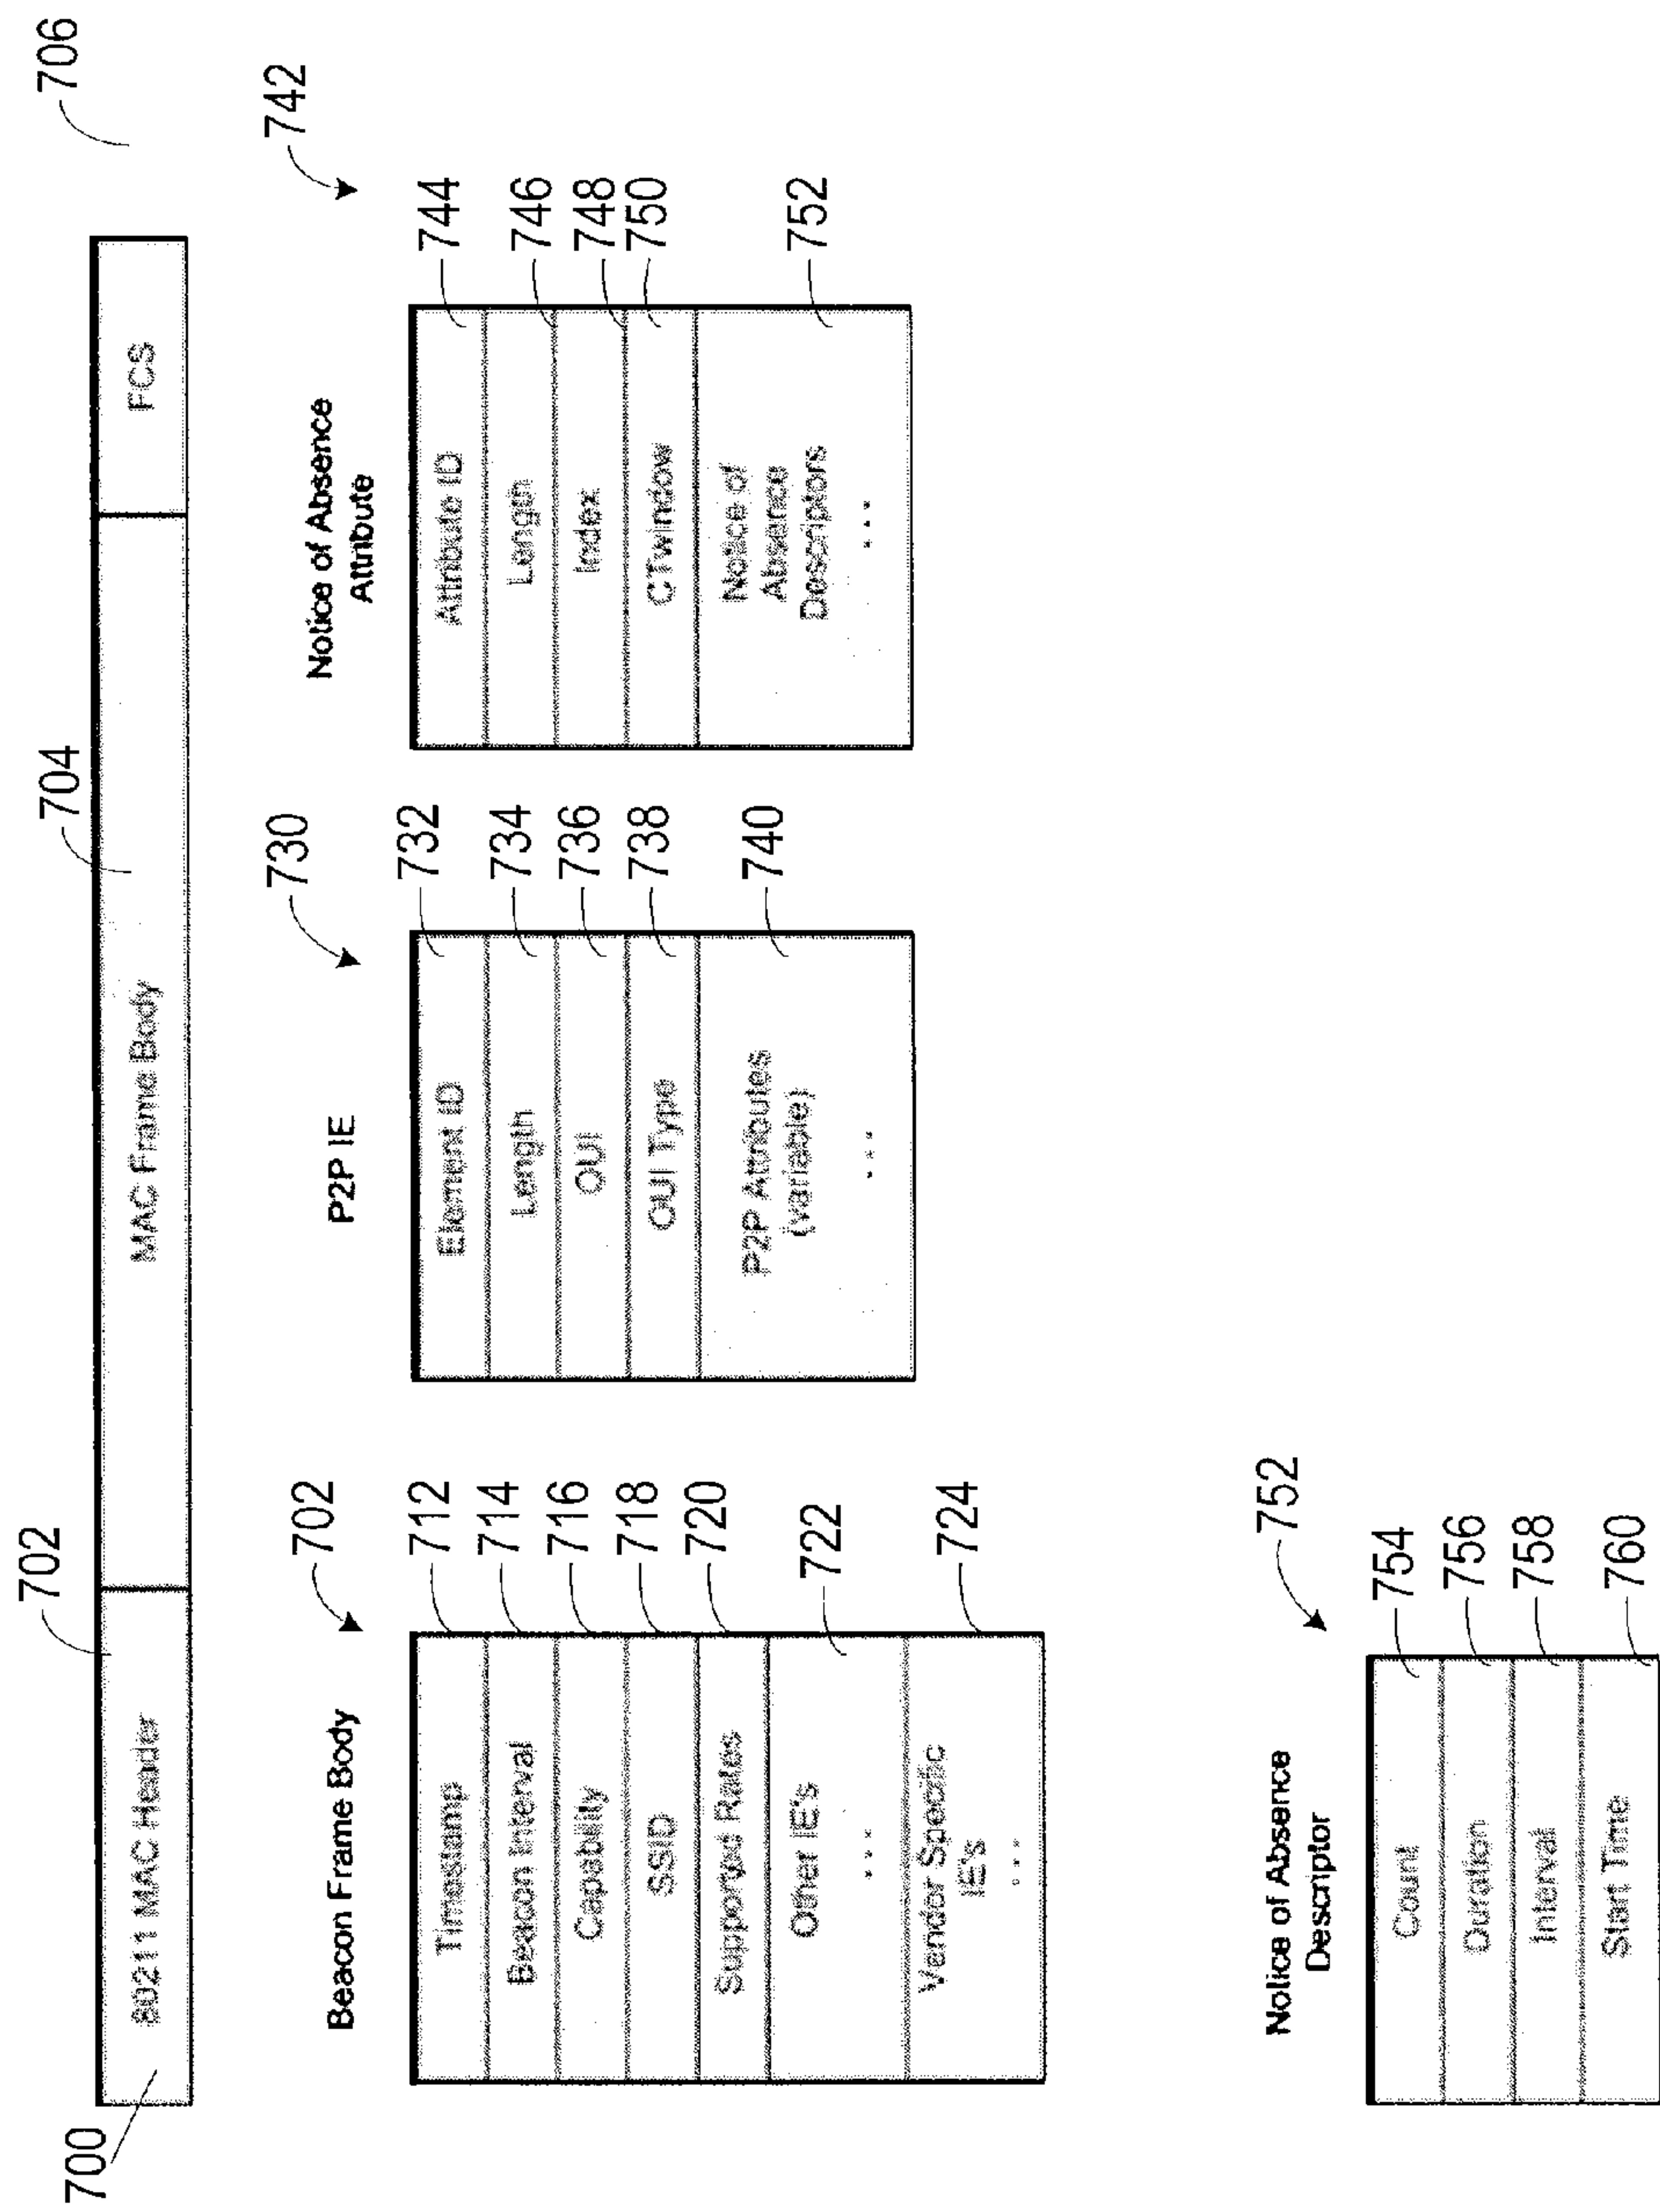 700
702
704
706
80211 MAC Header
MAC Frame Body
FCS
Beacon Frame Body
702
Timestamp
712
Beacon Interval
714
Capability
716
SSID
718
Supported Rates
720
Other IE's
...
722
Vendor Specific
IE's
...
724
P2P IE
730
Element ID
732
Length
734
OUI
736
OUI Type
738
P2P Attributes
(variable)
...
740
Notice of Absence
Attribute
742
Attribute ID
744
Length
746
Index
748
CTwindow
750
Notice of
Absence
Descriptors
...
752
Notice of Absence
Descriptor
752
Count
754
Duration
756
Interval
758
Start Time
760